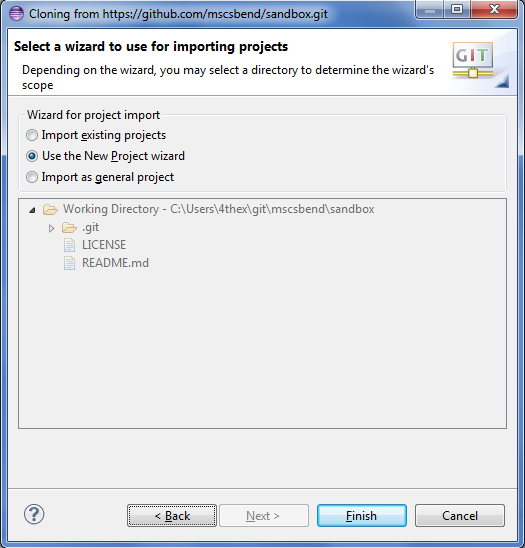 Cloning from https://github.com/mscsbend/sandbox.git
Select a wizard to use for importing projects
Depending on the wizard, you may select a directory to determine the wizard's
scope
GIT
Wizard for project import
Import existing projects
Use the New Project wizard
Import as general project
Working Directory - C:\Users\4thex\git\mscsbend\sandbox
.git
LICENSE
README.md
?
< Back
Next >
Finish
Cancel